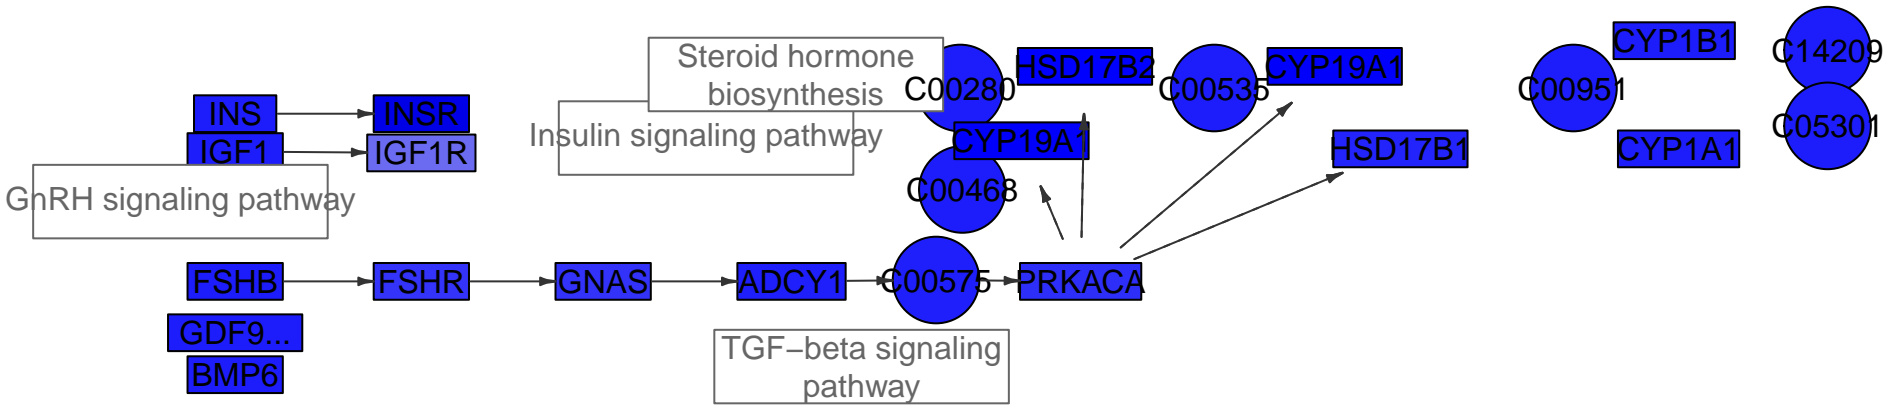 Steroid hormone
biosynthesis
C00280
HSD17B2
C00535
CYP19A1
C00951
CYP1B1
C14209
INS
INSR
Insulin signaling pathway
CYP19A1
C05301
IGF1
IGF1R
HSD17B1
CYP1A1
GnRH signaling pathway
C00468
FSHB
FSHR
GNAS
ADCY1
C00575
PRKACA
GDF9...
TGF−beta signaling
pathway
BMP6